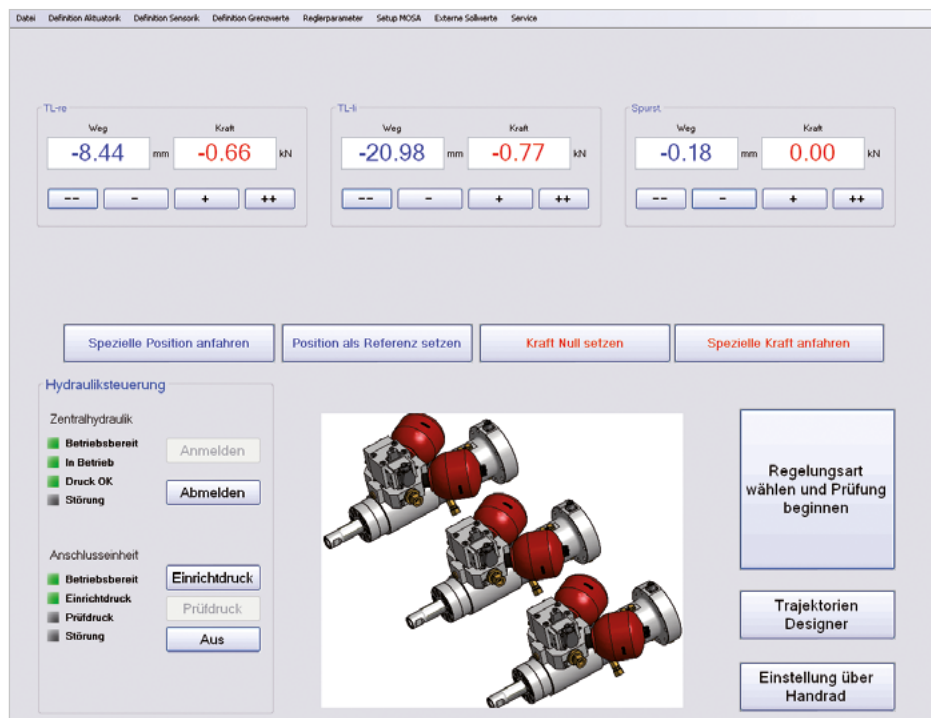 Datei Definition Aktuatorik Definition Sensorik Definition Grenzwerte Reglerparameter Setup MOSA Externe Sollwerte Service
TL-re
Weg Kraft
-8.44 mm -0.66 kN
-- - + ++
TL-li
Weg Kraft
-20.98 mm -0.77 kN
-- - + ++
Spurst
Weg Kraft
-0.18 mm 0.00 kN
-- - + ++
Spezielle Position anfahren
Position als Referenz setzen
Kraft Null setzen
Spezielle Kraft anfahren
Hydrauliksteuerung
Zentralhydraulik
Betriebsbereit
In Betrieb
Druck OK
Störung
Anmelden
Abmelden
Anschlusseinheit
Betriebsbereit
Einrichtdruck
Prüfdruck
Störung
Einrichtdruck
Prüfdruck
Aus
Regelungsart
wählen und Prüfung
beginnen
Trajektorien
Designer
Einstellung über
Handrad